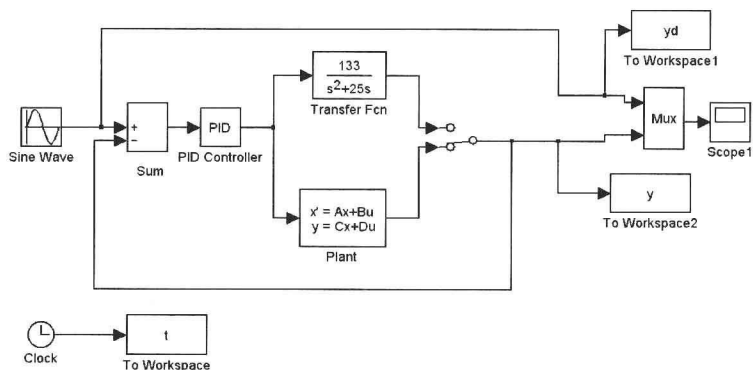 yd
To Workspace1
133
s²+25s
Transfer Fcn
Sine Wave
+
−
Sum
PID
PID Controller
Mux
Scope1
x' = Ax+Bu
y = Cx+Du
Plant
y
To Workspace2
Clock
t
To Workspace